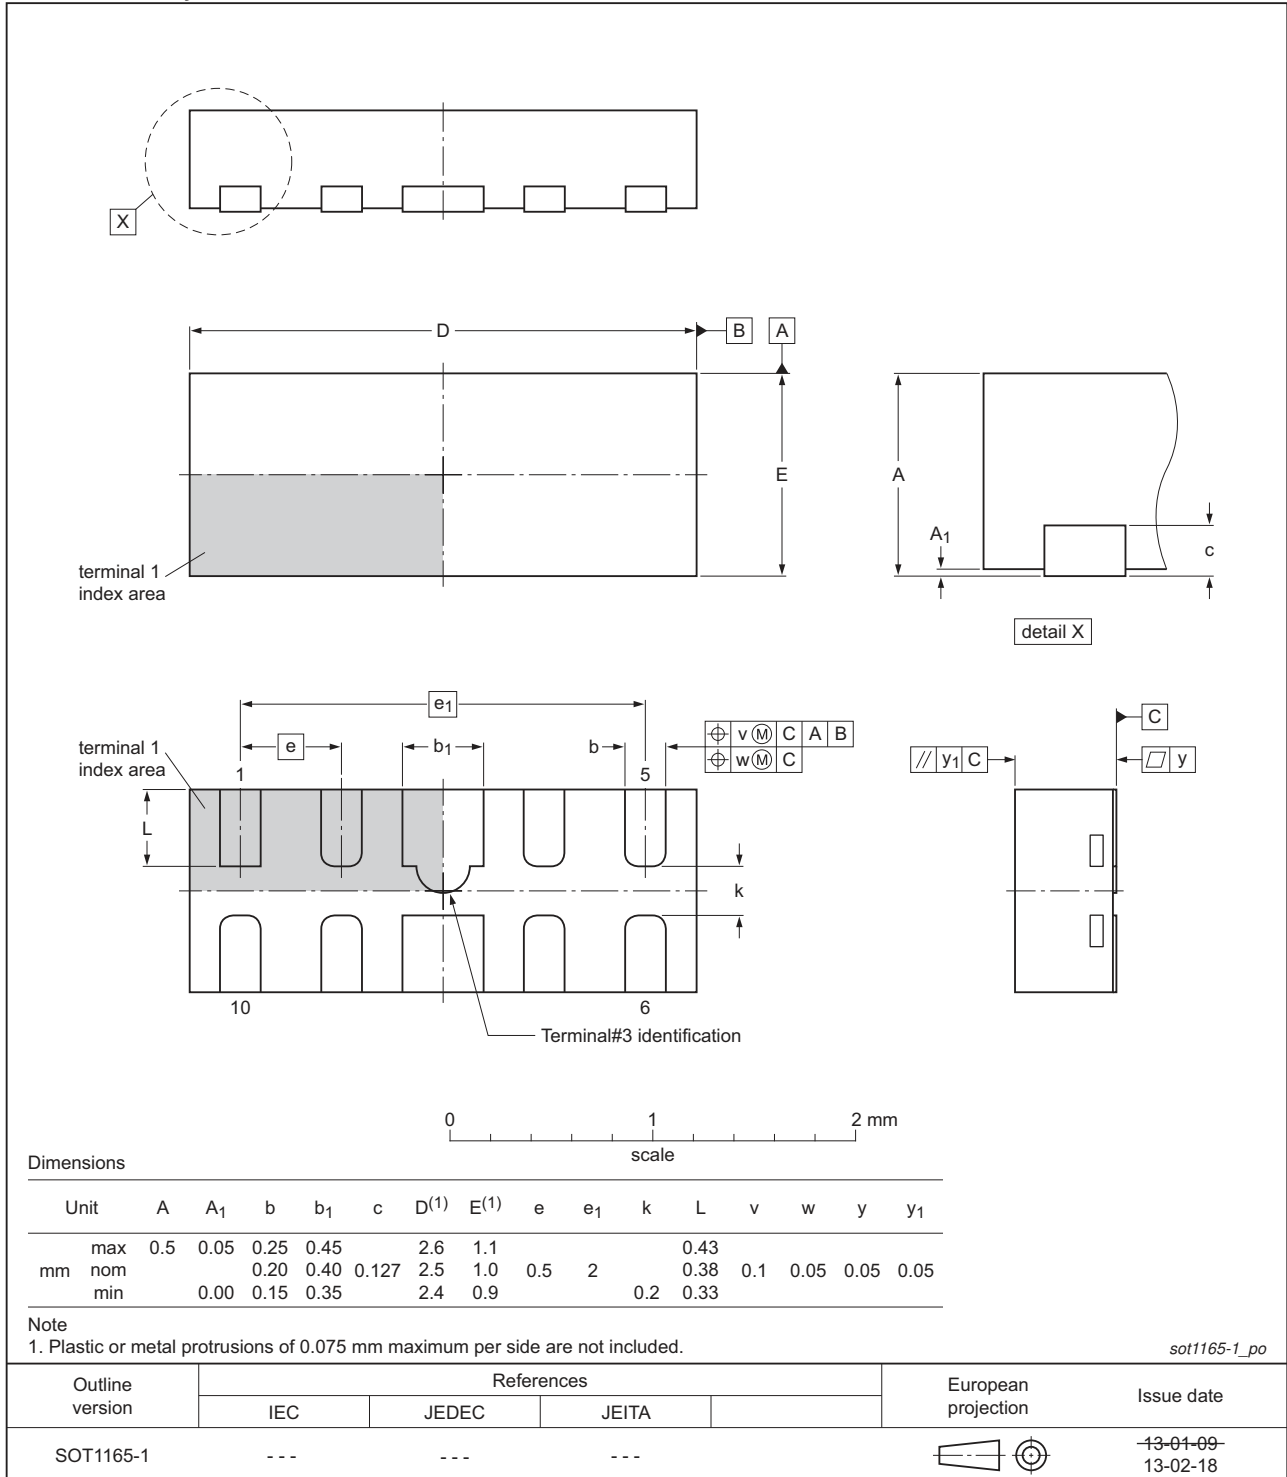 X
D
B
A
E
A
A1
c
terminal 1
index area
detail X
e1
e
b1
b
v M C A B
w M C
C
// y1 C
y
terminal 1
index area
1
5
L
k
10
6
Terminal#3 identification
0 1 2 mm
scale
Dimensions
Unit A A1 b b1 c D(1) E(1) e e1 k L v w y y1
max 0.5 0.05 0.25 0.45 2.6 1.1 0.43
mm nom 0.20 0.40 0.127 2.5 1.0 0.5 2 0.38 0.1 0.05 0.05 0.05
min 0.00 0.15 0.35 2.4 0.9 0.2 0.33
Note
1. Plastic or metal protrusions of 0.075 mm maximum per side are not included.
sot1165-1_po
Outline version
References
IEC JEDEC JEITA
European projection
Issue date
SOT1165-1 - - - - - - - - -
13-01-09
13-02-18